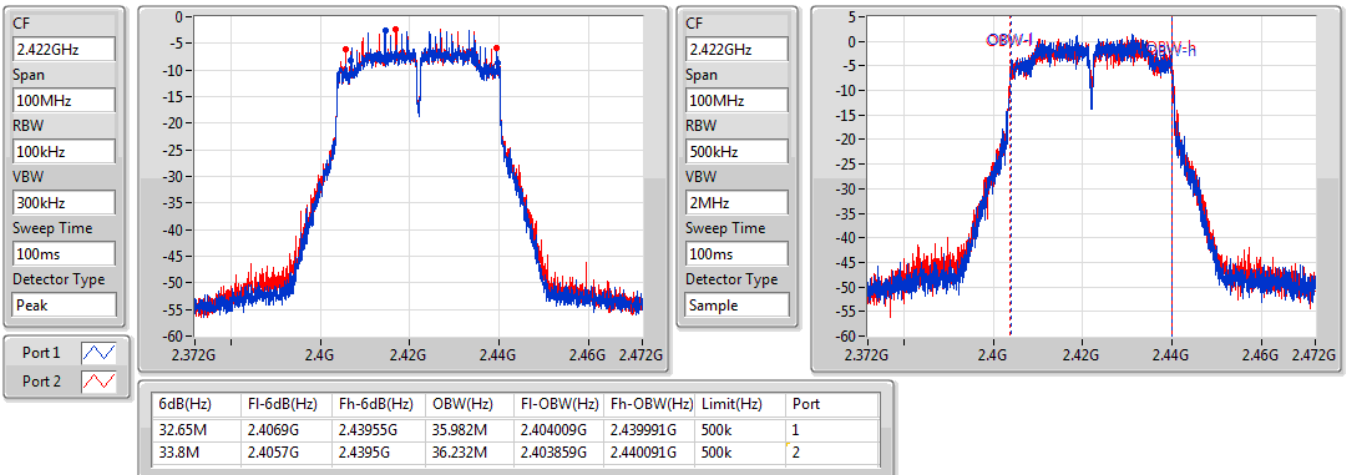 CF
2.422GHz
Span
100MHz
RBW
100kHz
VBW
300kHz
Sweep Time
100ms
Detector Type
Peak
0
-5
-10
-15
-20
-25
-30
-35
-40
-45
-50
-55
-60
2.372G 2.4G 2.42G 2.44G 2.46G 2.472G
Port 1
Port 2
CF
2.422GHz
Span
100MHz
RBW
500kHz
VBW
2MHz
Sweep Time
100ms
Detector Type
Sample
5
0
-5
-10
-15
-20
-25
-30
-35
-40
-45
-50
-55
-60
OBW-l
OBW-h
2.372G 2.4G 2.42G 2.44G 2.46G 2.472G
6dB(Hz) Fl-6dB(Hz) Fh-6dB(Hz) OBW(Hz) Fl-OBW(Hz) Fh-OBW(Hz) Limit(Hz) Port
32.65M 2.4069G 2.43955G 35.982M 2.404009G 2.439991G 500k 1
33.8M 2.4057G 2.4395G 36.232M 2.403859G 2.440091G 500k 2